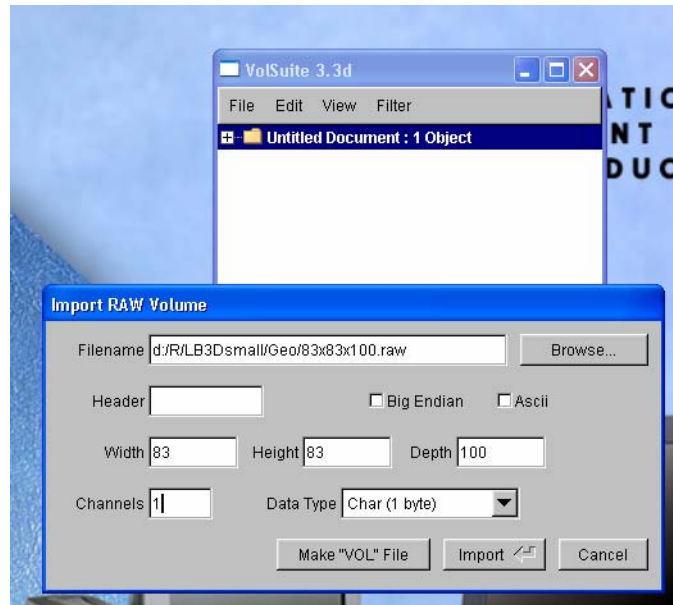 VolSuite 3.3d
File Edit View Filter
Untitled Document : 1 Object
Import RAW Volume
Filename d:/R/LB3Dsmall/Geo/83x83x100.raw Browse...
Header Big Endian Ascii
Width 83 Height 83 Depth 100
Channels 1 Data Type Char (1 byte)
Make "VOL" File Import Cancel